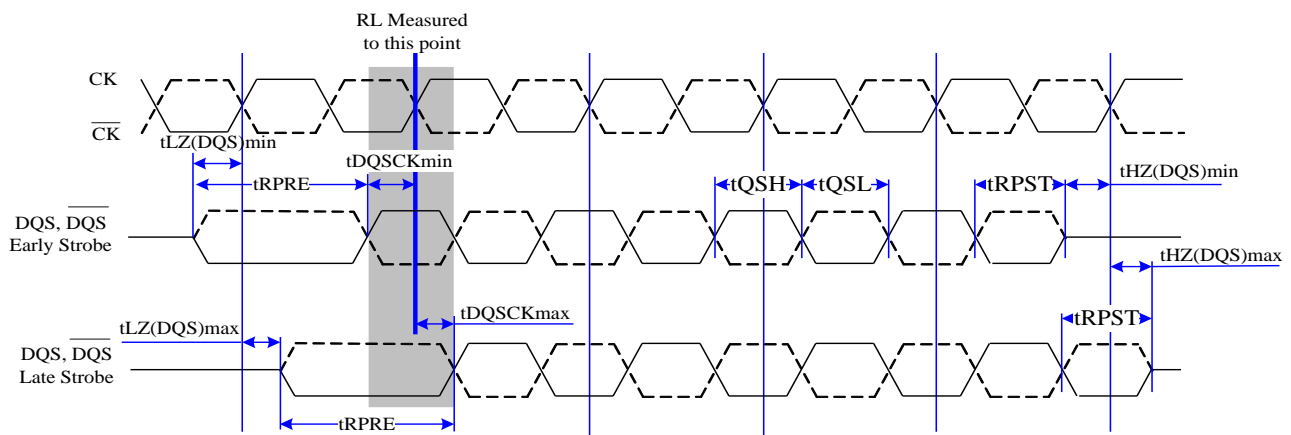 RL Measured
to this point
CK
CK
tLZ(DQS)min
tDQSCKmin
tRPRE
tQSH
tQSL
tRPST
tHZ(DQS)min
DQS, DQS
Early Strobe
tHZ(DQS)max
tLZ(DQS)max
tDQSCKmax
tRPST
DQS, DQS
Late Strobe
tRPRE